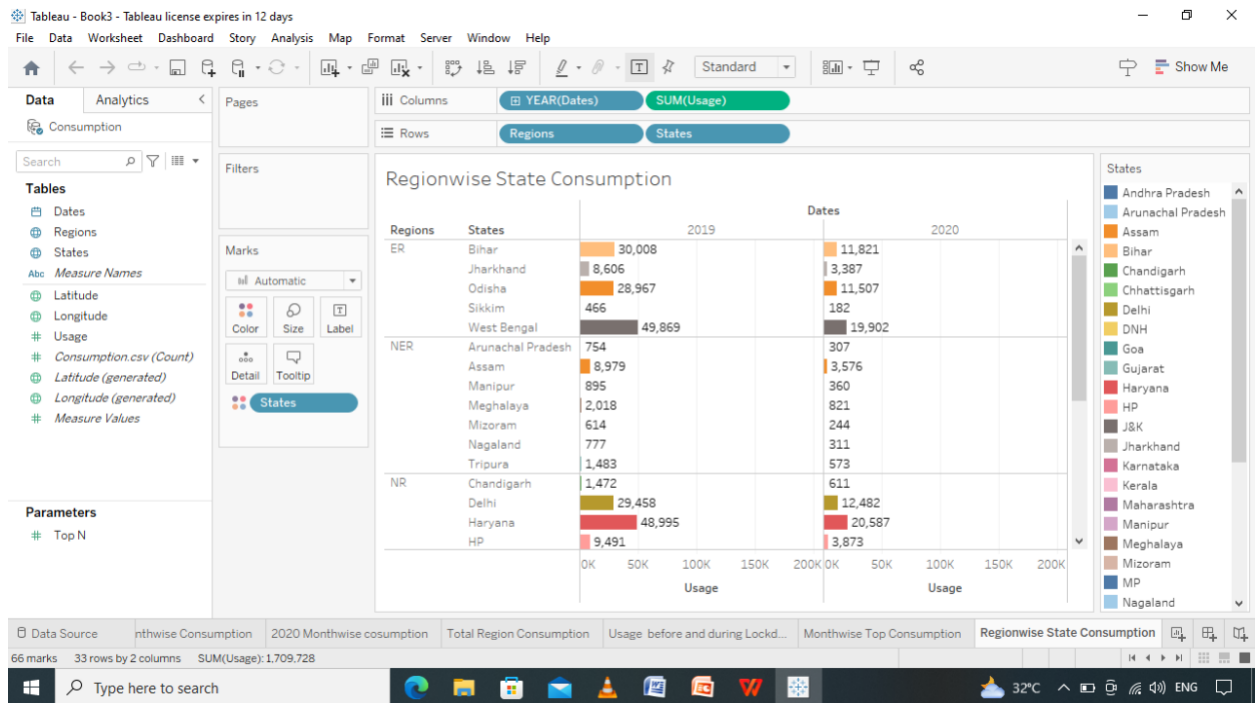 Tableau - Book3 - Tableau license expires in 12 days
File Data Worksheet Dashboard Story Analysis Map Format Server Window Help
Standard
Show Me
Data Analytics
Consumption
Search
Tables
Dates
Regions
States
Abc Measure Names
Latitude
Longitude
# Usage
# Consumption.csv (Count)
Latitude (generated)
Longitude (generated)
# Measure Values
Parameters
# Top N
Pages
Filters
Marks
Automatic
Color Size Label
Detail Tooltip
States
Columns YEAR(Dates) SUM(Usage)
Rows Regions States
Regionwise State Consumption
Dates
Regions States 2019 2020
ER Bihar 30,008 11,821
Jharkhand 8,606 3,387
Odisha 28,967 11,507
Sikkim 466 182
West Bengal 49,869 19,902
NER Arunachal Pradesh 754 307
Assam 8,979 3,576
Manipur 895 360
Meghalaya 2,018 821
Mizoram 614 244
Nagaland 777 311
Tripura 1,483 573
NR Chandigarh 1,472 611
Delhi 29,458 12,482
Haryana 48,995 20,587
HP 9,491 3,873
0K 50K 100K 150K 200K 0K 50K 100K 150K 200K
Usage Usage
States
Andhra Pradesh
Arunachal Pradesh
Assam
Bihar
Chandigarh
Chhattisgarh
Delhi
DNH
Goa
Gujarat
Haryana
HP
J&K
Jharkhand
Karnataka
Kerala
Maharashtra
Manipur
Meghalaya
Mizoram
MP
Nagaland
Data Source nthwise Consumption 2020 Monthwise cosumption Total Region Consumption Usage before and during Lockd... Monthwise Top Consumption Regionwise State Consumption
66 marks 33 rows by 2 columns SUM(Usage): 1,709,728
Type here to search
32°C ENG